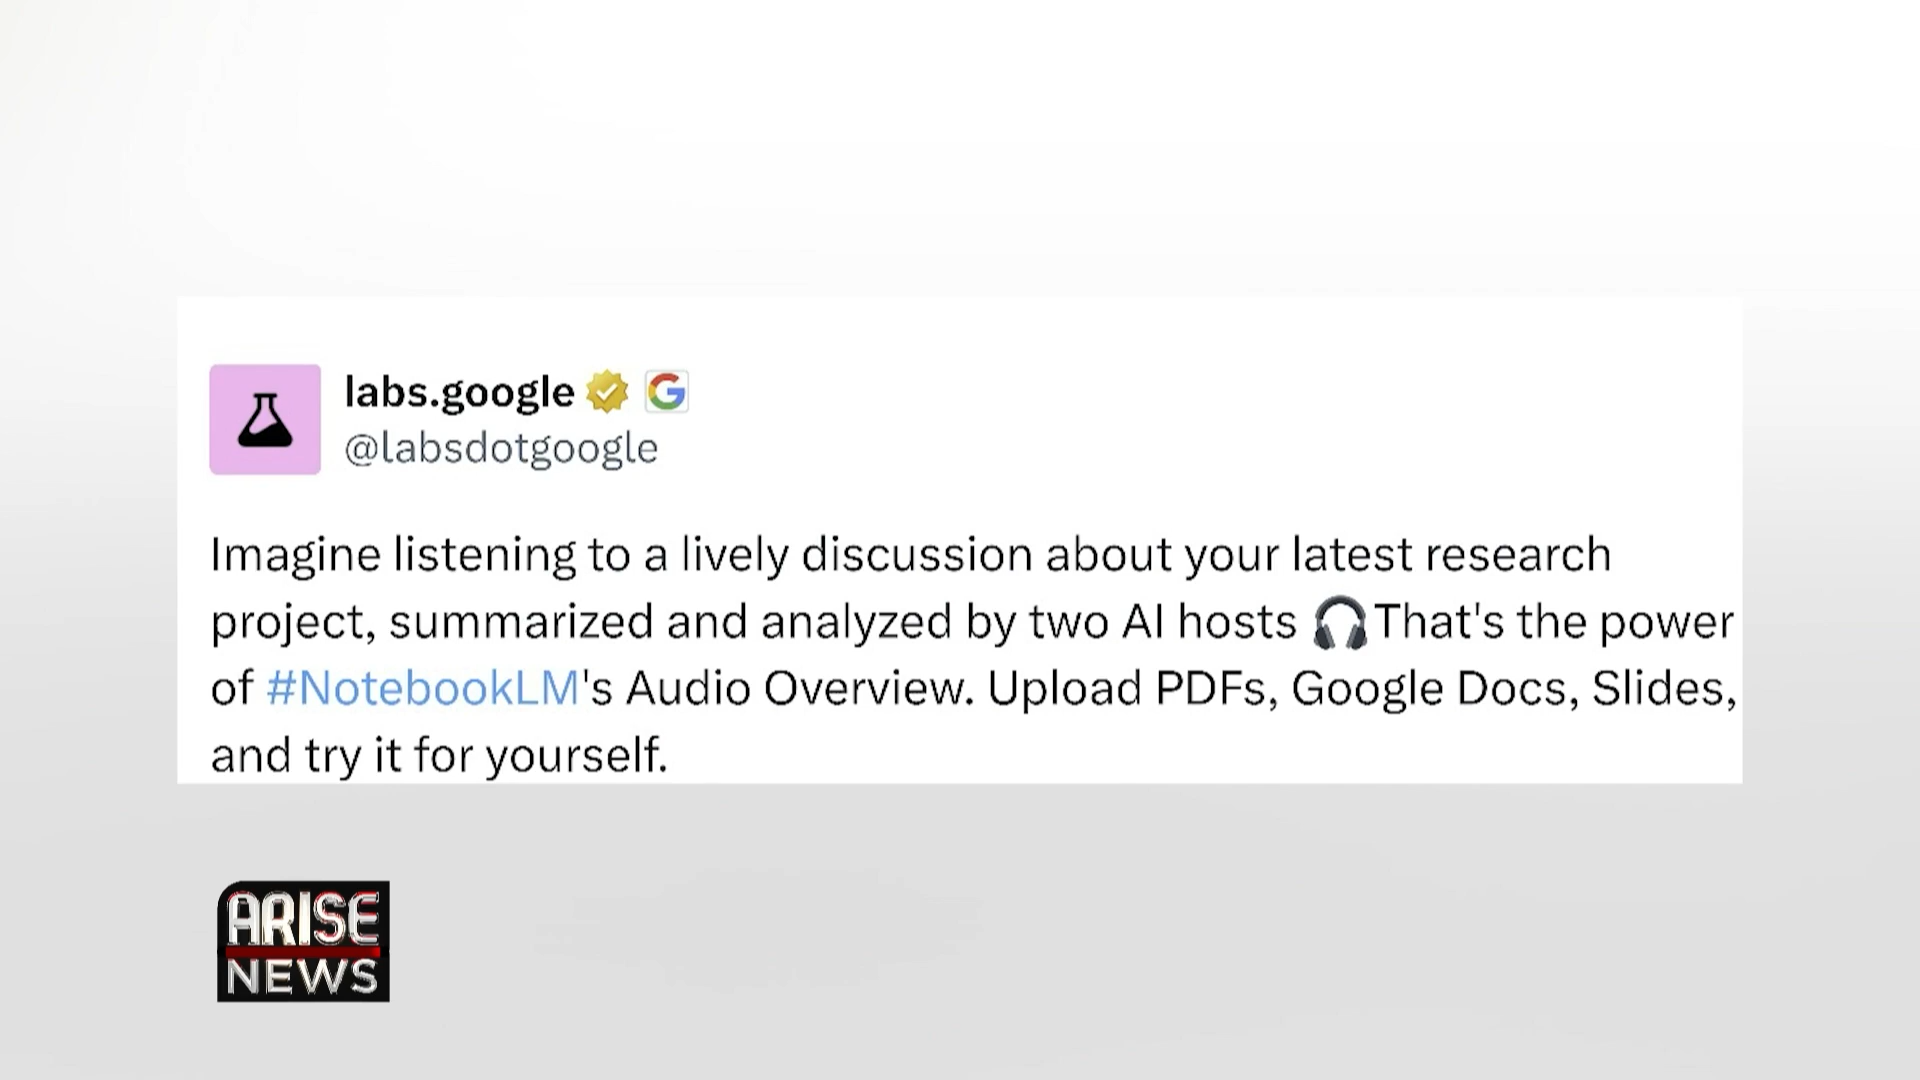 labs.google
@labsdotgoogle
Imagine listening to a lively discussion about your latest research
project, summarized and analyzed by two AI hosts 🎧That's the power
of #NotebookLM's Audio Overview. Upload PDFs, Google Docs, Slides,
and try it for yourself.
ARISE
NEWS